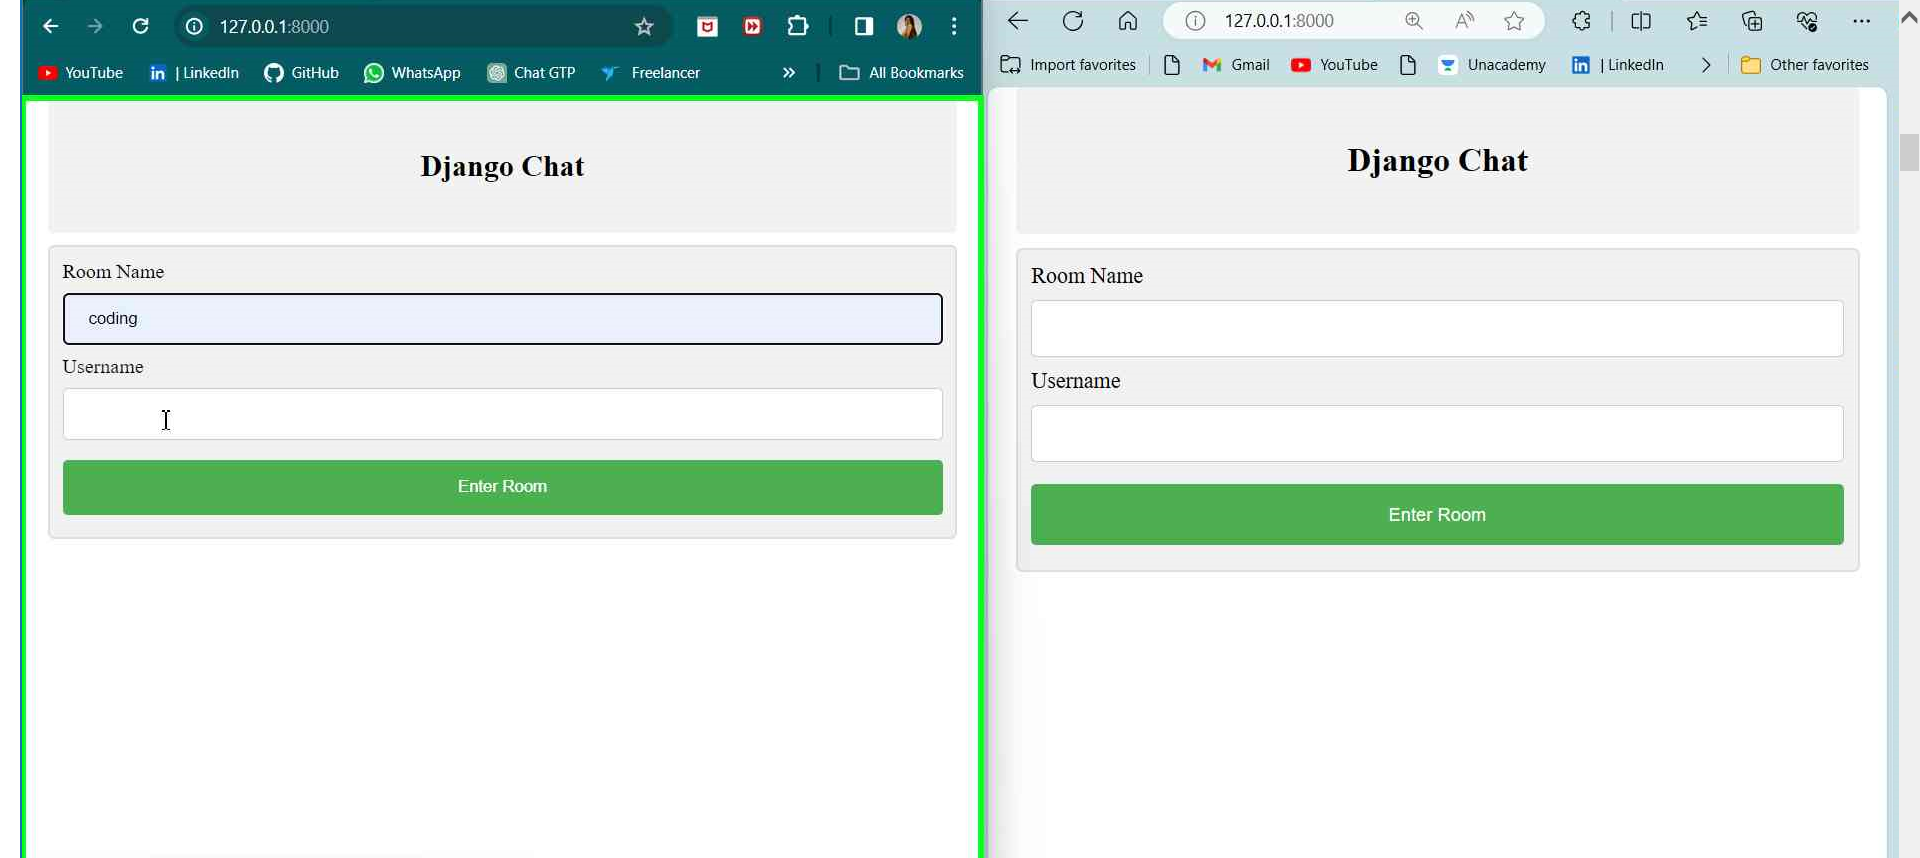 127.0.0.1:8000
YouTube | LinkedIn GitHub WhatsApp Chat GTP Freelancer » All Bookmarks
Django Chat
Room Name
coding
Username
Enter Room
127.0.0.1:8000
Import favorites Gmail YouTube Unacademy | LinkedIn Other favorites
Django Chat
Room Name
Username
Enter Room